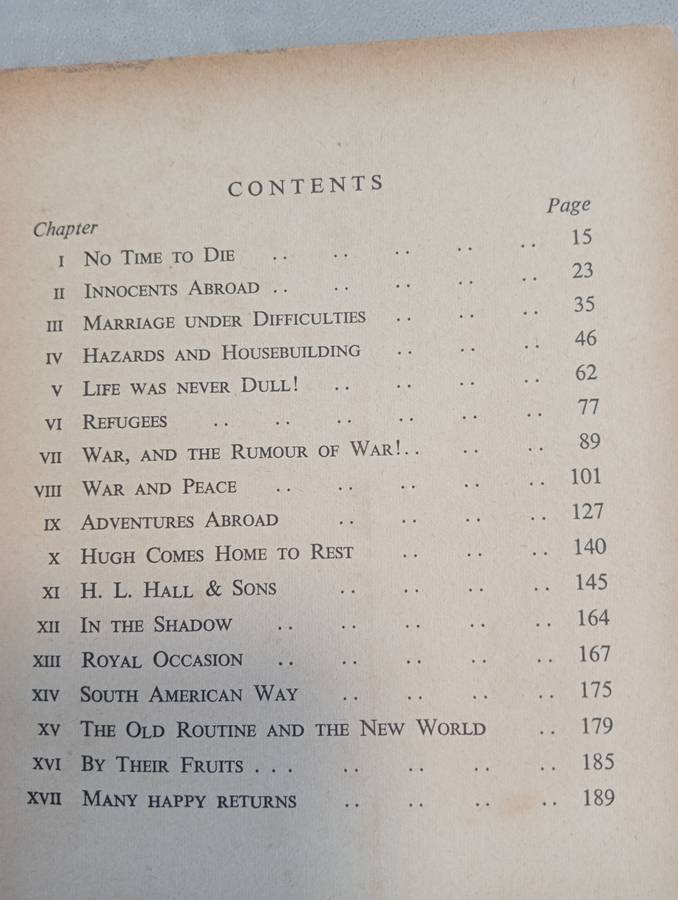 CONTENTS
Chapter Page
I NO TIME TO DIE .. .. .. .. .. 15
II INNOCENTS ABROAD .. .. .. .. .. 23
III MARRIAGE UNDER DIFFICULTIES .. .. .. 35
IV HAZARDS AND HOUSEBUILDING .. .. .. 46
V LIFE WAS NEVER DULL! .. .. .. .. 62
VI REFUGEES .. .. .. .. .. .. 77
VII WAR, AND THE RUMOUR OF WAR!.. .. .. 89
VIII WAR AND PEACE .. .. .. .. .. 101
IX ADVENTURES ABROAD .. .. .. .. 127
X HUGH COMES HOME TO REST .. .. .. 140
XI H. L. HALL & SONS .. .. .. .. 145
XII IN THE SHADOW .. .. .. .. .. 164
XIII ROYAL OCCASION .. .. .. .. .. 167
XIV SOUTH AMERICAN WAY .. .. .. .. 175
XV THE OLD ROUTINE AND THE NEW WORLD .. 179
XVI BY THEIR FRUITS . . . .. .. .. .. 185
XVII MANY HAPPY RETURNS .. .. .. .. 189